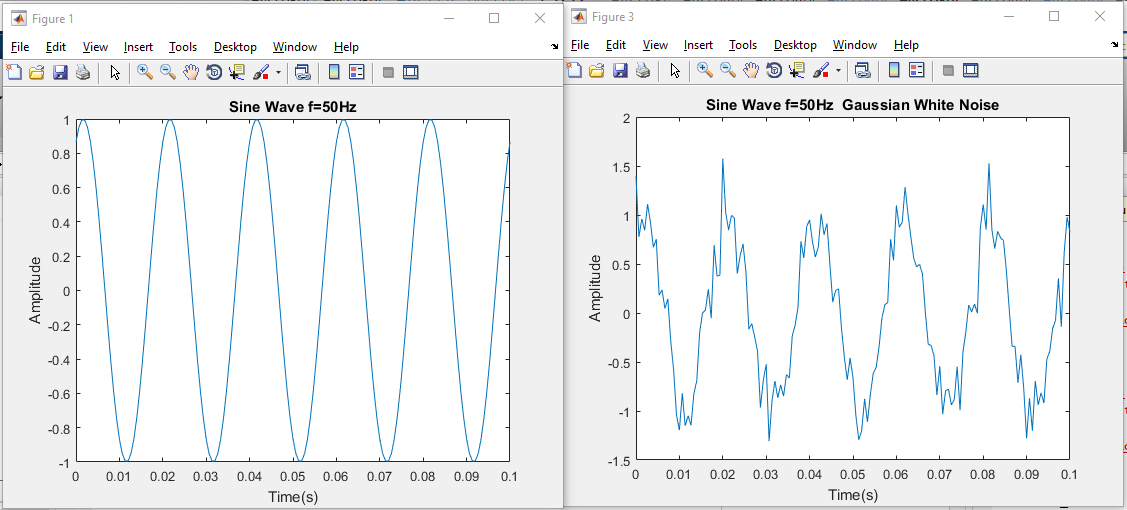 Figure 1
File Edit View Insert Tools Desktop Window Help
Sine Wave f=50Hz
1
0.8
0.6
0.4
0.2
0
-0.2
-0.4
-0.6
-0.8
-1
Amplitude
0 0.01 0.02 0.03 0.04 0.05 0.06 0.07 0.08 0.09 0.1
Time(s)
Figure 3
File Edit View Insert Tools Desktop Window Help
Sine Wave f=50Hz Gaussian White Noise
2
1.5
1
0.5
0
-0.5
-1
-1.5
Amplitude
0 0.01 0.02 0.03 0.04 0.05 0.06 0.07 0.08 0.09 0.1
Time(s)